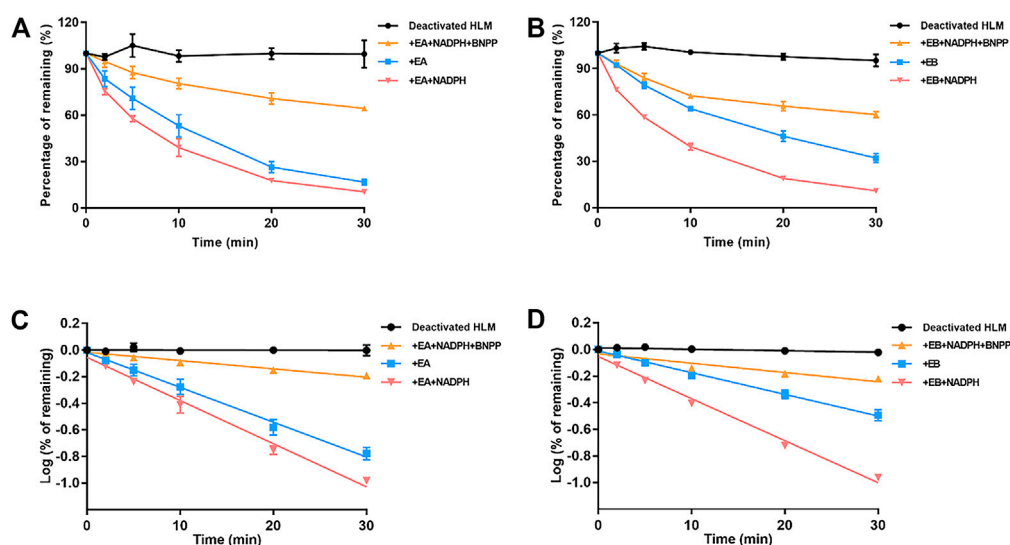 A
Percentage of remaining (%)
120
90
60
30
0
0 10 20 30
Time (min)
Deactivated HLM
+EA+NADPH+BNPP
+EA
+EA+NADPH
B
Percentage of remaining (%)
120
90
60
30
0
0 10 20 30
Time (min)
Deactivated HLM
+EB+NADPH+BNPP
+EB
+EB+NADPH
C
Log (% of remaining)
0.2
0.0
-0.2
-0.4
-0.6
-0.8
-1.0
0 10 20 30
Time (min)
Deactivated HLM
+EA+NADPH+BNPP
+EA
+EA+NADPH
D
Log (% of remaining)
0.2
0.0
-0.2
-0.4
-0.6
-0.8
-1.0
0 10 20 30
Time (min)
Deactivated HLM
+EB+NADPH+BNPP
+EB
+EB+NADPH